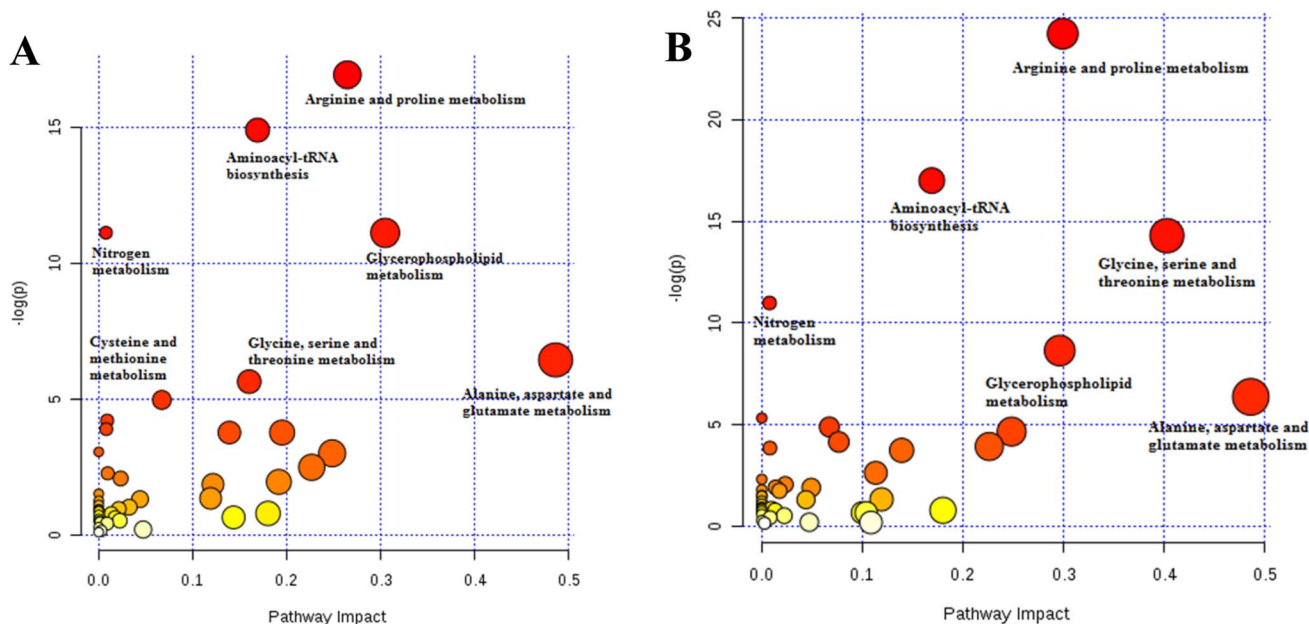 A
-log(p)
15
10
5
0
Arginine and proline metabolism
Aminoacyl-tRNA
biosynthesis
Nitrogen
metabolism
Glycerophospholipid
metabolism
Cysteine and
methionine
metabolism
Glycine, serine and
threonine metabolism
Alanine, aspartate and
glutamate metabolism
0.0 0.1 0.2 0.3 0.4 0.5
Pathway Impact
B
-log(p)
25
20
15
10
5
0
Arginine and proline metabolism
Aminoacyl-tRNA
biosynthesis
Glycine, serine and
threonine metabolism
Nitrogen
metabolism
Glycerophospholipid
metabolism
Alanine, aspartate and
glutamate metabolism
0.0 0.1 0.2 0.3 0.4 0.5
Pathway Impact